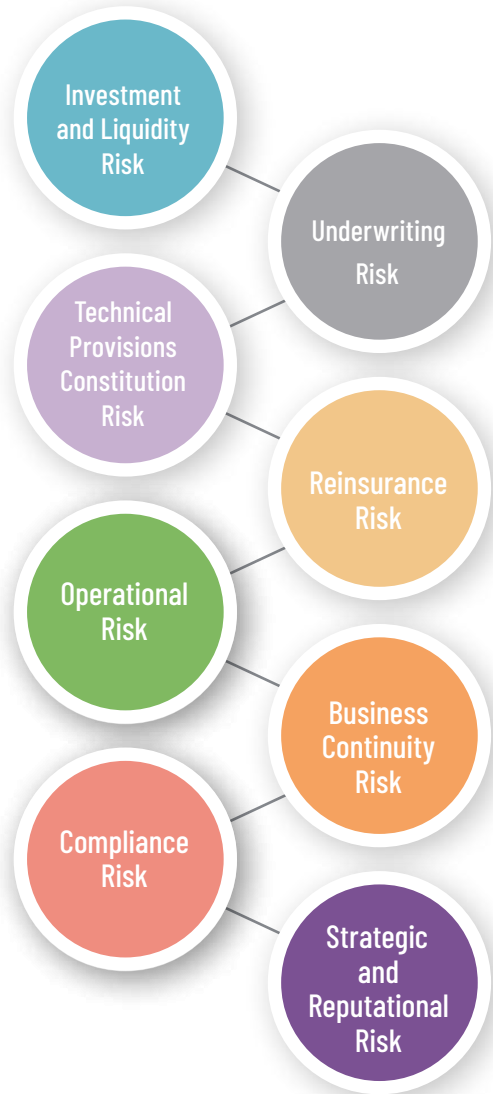 Investment
and Liquidity
Risk
Underwriting
Risk
Technical
Provisions
Constitution
Risk
Reinsurance
Risk
Operational
Risk
Business
Continuity
Risk
Compliance
Risk
Strategic
and
Reputational
Risk